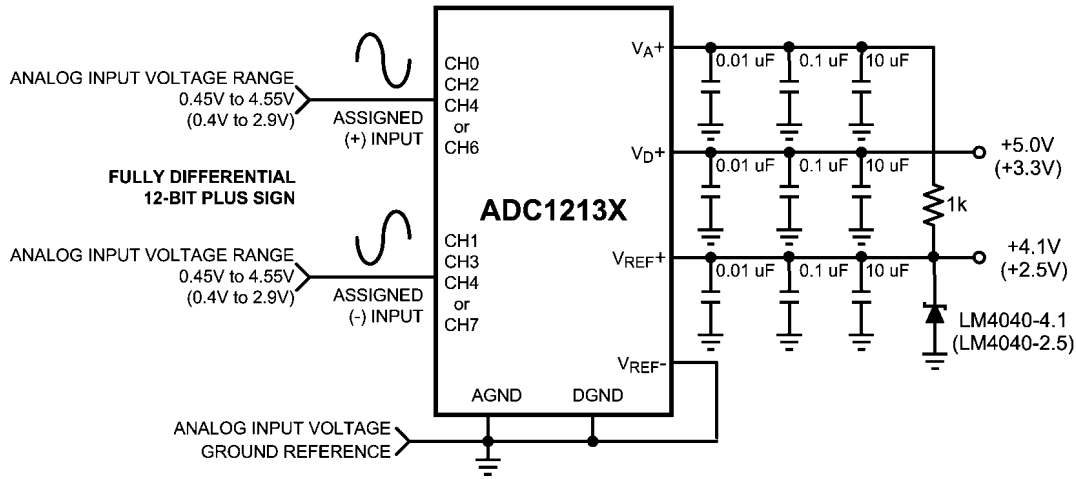 ANALOG INPUT VOLTAGE RANGE
0.45V to 4.55V
(0.4V to 2.9V)
ASSIGNED
(+) INPUT
FULLY DIFFERENTIAL
12-BIT PLUS SIGN
ANALOG INPUT VOLTAGE RANGE
0.45V to 4.55V
(0.4V to 2.9V)
ASSIGNED
(-) INPUT
CH0
CH2
CH4
or
CH6
CH1
CH3
CH4
or
CH7
ADC1213X
VA+
0.01 uF
0.1 uF
10 uF
VD+
0.01 uF
0.1 uF
10 uF
+5.0V
(+3.3V)
1k
VREF+
0.01 uF
0.1 uF
10 uF
+4.1V
(+2.5V)
LM4040-4.1
(LM4040-2.5)
VREF-
AGND
DGND
ANALOG INPUT VOLTAGE
GROUND REFERENCE